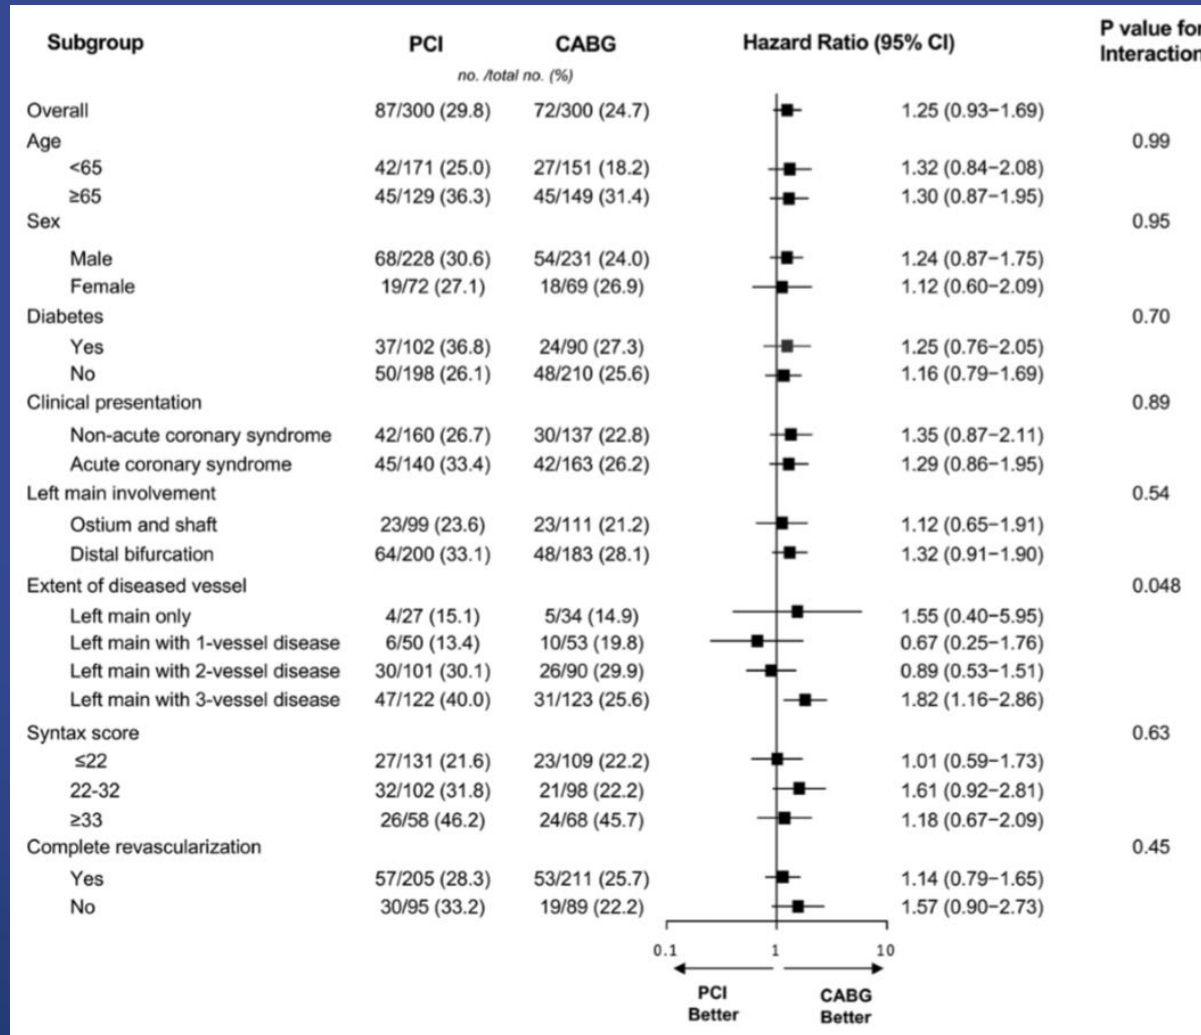 Subgroup PCI CABG Hazard Ratio (95% CI) P value for Interaction
no. /total no. (%)
Overall 87/300 (29.8) 72/300 (24.7) 1.25 (0.93−1.69)
Age 0.99
<65 42/171 (25.0) 27/151 (18.2) 1.32 (0.84−2.08)
≥65 45/129 (36.3) 45/149 (31.4) 1.30 (0.87−1.95)
Sex 0.95
Male 68/228 (30.6) 54/231 (24.0) 1.24 (0.87−1.75)
Female 19/72 (27.1) 18/69 (26.9) 1.12 (0.60−2.09)
Diabetes 0.70
Yes 37/102 (36.8) 24/90 (27.3) 1.25 (0.76−2.05)
No 50/198 (26.1) 48/210 (25.6) 1.16 (0.79−1.69)
Clinical presentation 0.89
Non-acute coronary syndrome 42/160 (26.7) 30/137 (22.8) 1.35 (0.87−2.11)
Acute coronary syndrome 45/140 (33.4) 42/163 (26.2) 1.29 (0.86−1.95)
Left main involvement 0.54
Ostium and shaft 23/99 (23.6) 23/111 (21.2) 1.12 (0.65−1.91)
Distal bifurcation 64/200 (33.1) 48/183 (28.1) 1.32 (0.91−1.90)
Extent of diseased vessel 0.048
Left main only 4/27 (15.1) 5/34 (14.9) 1.55 (0.40−5.95)
Left main with 1-vessel disease 6/50 (13.4) 10/53 (19.8) 0.67 (0.25−1.76)
Left main with 2-vessel disease 30/101 (30.1) 26/90 (29.9) 0.89 (0.53−1.51)
Left main with 3-vessel disease 47/122 (40.0) 31/123 (25.6) 1.82 (1.16−2.86)
Syntax score 0.63
≤22 27/131 (21.6) 23/109 (22.2) 1.01 (0.59−1.73)
22-32 32/102 (31.8) 21/98 (22.2) 1.61 (0.92−2.81)
≥33 26/58 (46.2) 24/68 (45.7) 1.18 (0.67−2.09)
Complete revascularization 0.45
Yes 57/205 (28.3) 53/211 (25.7) 1.14 (0.79−1.65)
No 30/95 (33.2) 19/89 (22.2) 1.57 (0.90−2.73)
0.1 1 10
PCI CABG
Better Better